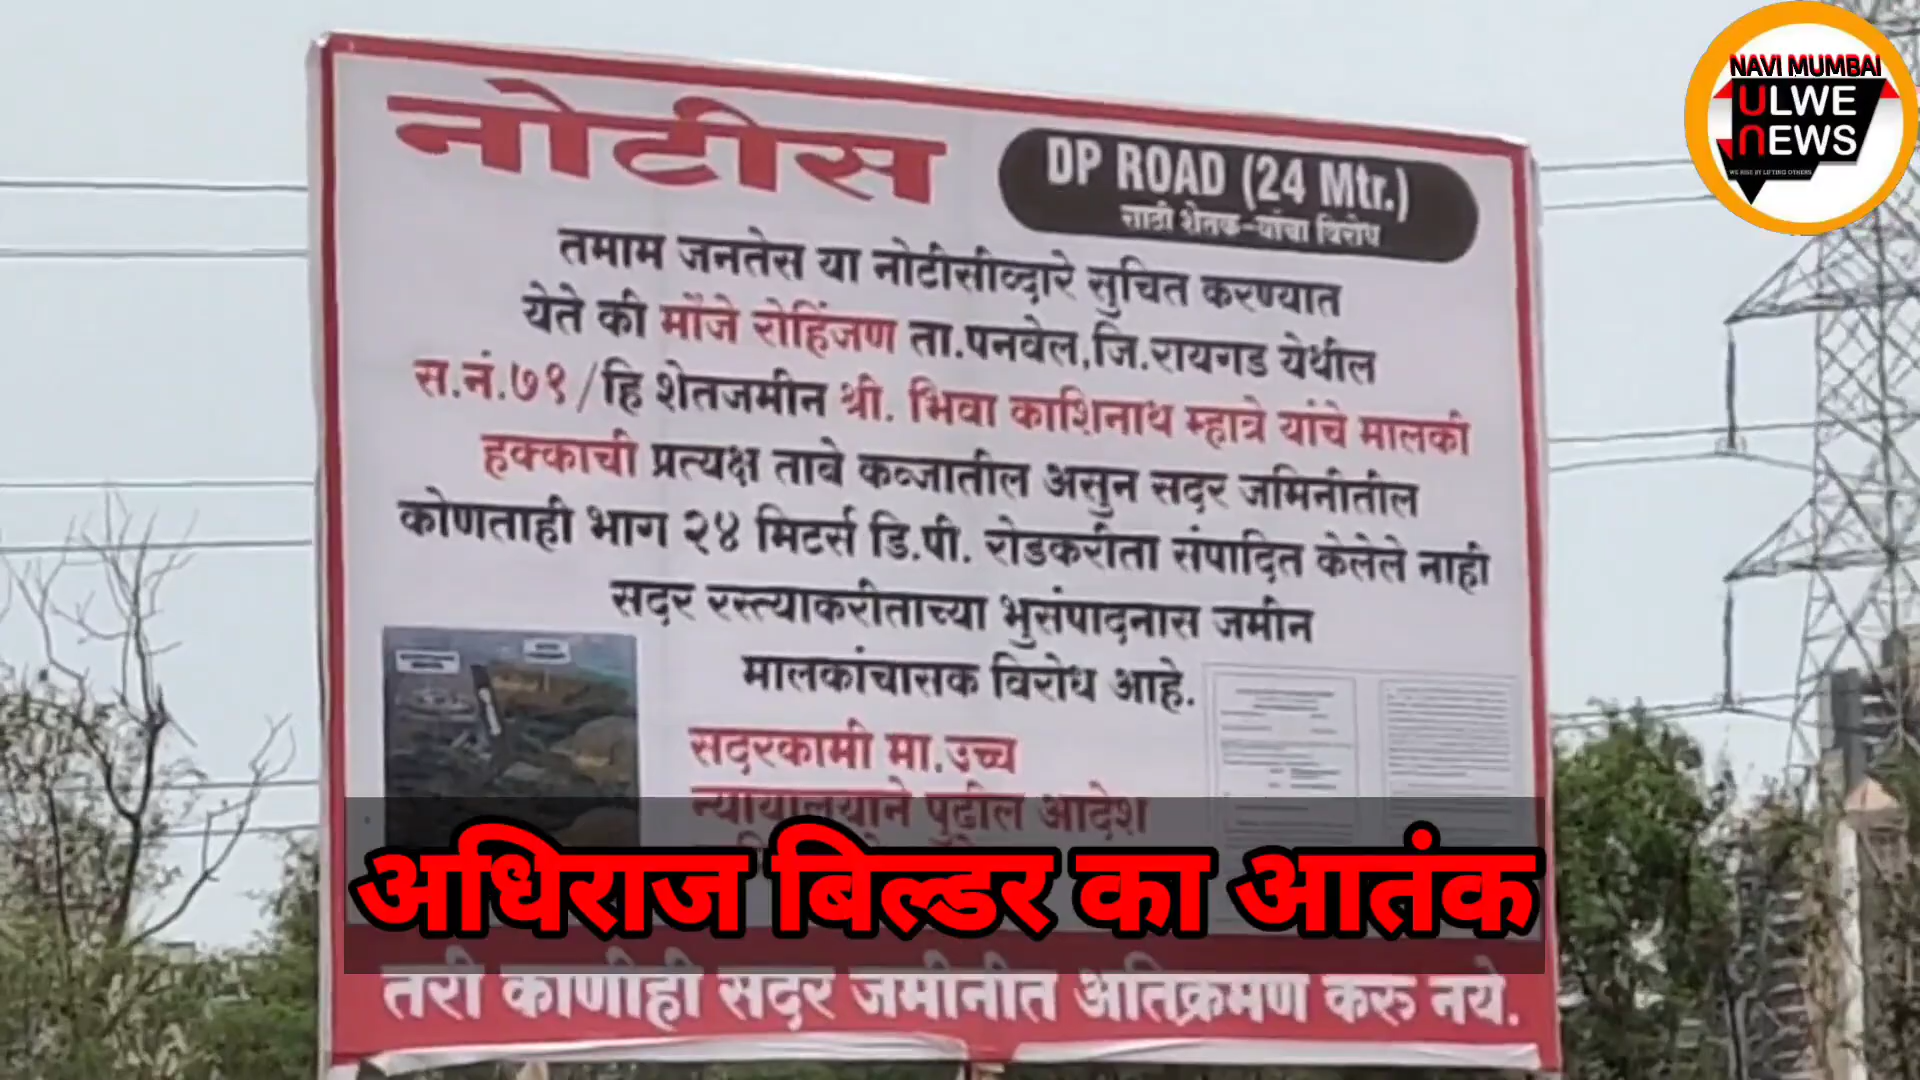 नोटीस
DP ROAD (24 Mtr.)
साठी शेतक-यांचा विरोध
तमाम जनतेस या नोटीसीव्दारे सुचित करण्यात
येते की मौजे रोहिंजण ता.पनवेल,जि.रायगड येथील
स.नं.७१/हि शेतजमीन श्री. भिवा काशिनाथ म्हात्रे यांचे मालकी
हक्काची प्रत्यक्ष ताबे कब्जातील असुन सदर जमिनीतील
कोणताही भाग २४ मिटर्स डि.पी. रोडकरीता संपादित केलेले नाही
सदर रस्त्याकरीताच्या भुसंपादनास जमीन
मालकांचासक विरोध आहे.
सदरकामी मा.उच्च
न्यायालयाने पुढील आदेश
अधिराज बिल्डर का आतंक
तरी कोणीही सदर जमीनीत अतिक्रमण करु नये.
NAVI MUMBAI
ULWE
NEWS
WE RISE BY LIFTING OTHERS